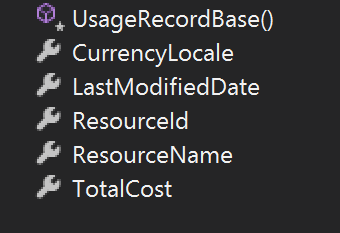 UsageRecordBase()
CurrencyLocale
LastModifiedDate
ResourceId
ResourceName
TotalCost